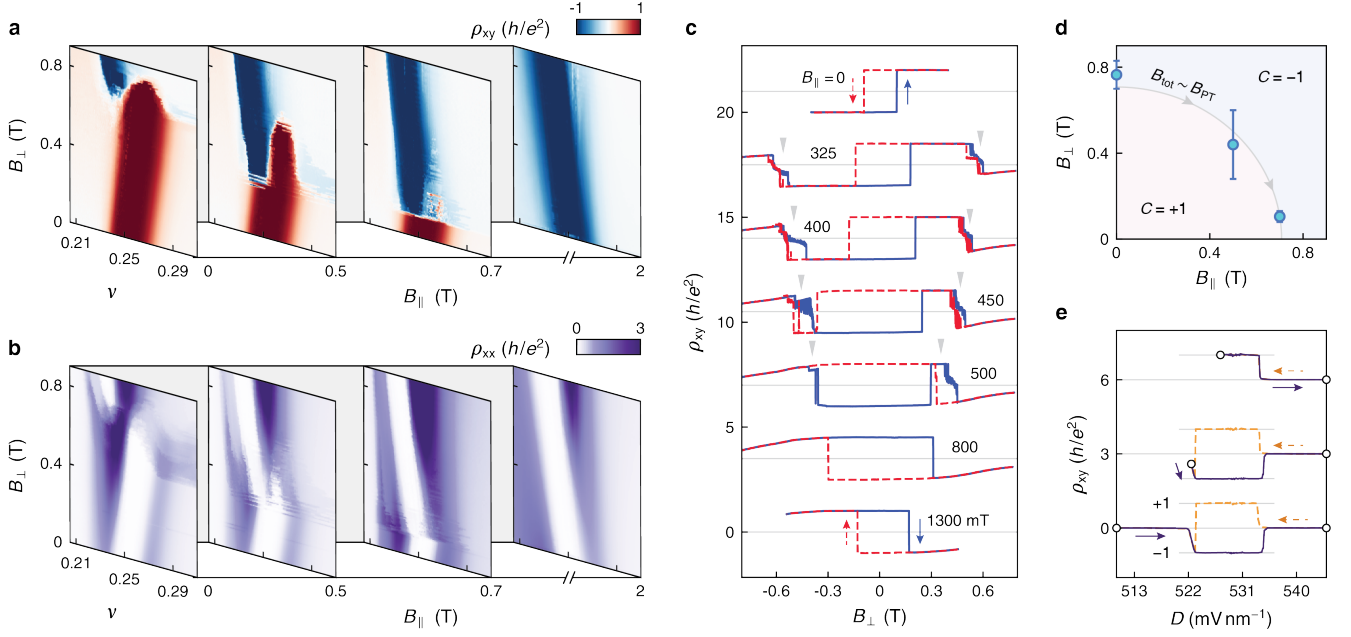 a
ρxy (h/e²)
-1 1
B⊥ (T)
0.8
0.4
0
0.21
0.25
0.29
ν
0 0.5 0.7 2
B∥ (T)
b
ρxx (h/e²)
0 3
B⊥ (T)
0.8
0.4
0
0.21
0.25
0.29
ν
0 0.5 0.7 2
B∥ (T)
c
B∥ = 0
325
400
450
500
800
1300 mT
ρxy (h/e²)
20
15
10
5
0
-0.6 -0.3 0 0.3 0.6
B⊥ (T)
d
B⊥ (T)
0.8
0.4
0
Btot ~ BPT
C = −1
C = +1
0 0.4 0.8
B∥ (T)
e
ρxy (h/e²)
6
3
0
+1
−1
513 522 531 540
D (mV nm⁻¹)